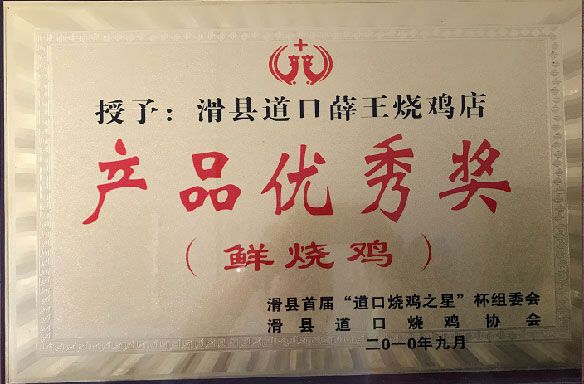 授予：滑县道口薛王烧鸡店
产品优秀奖
（鲜烧鸡）
滑县首届“道口烧鸡之星”杯组委会
滑县道口烧鸡协会
二〇一〇年九月